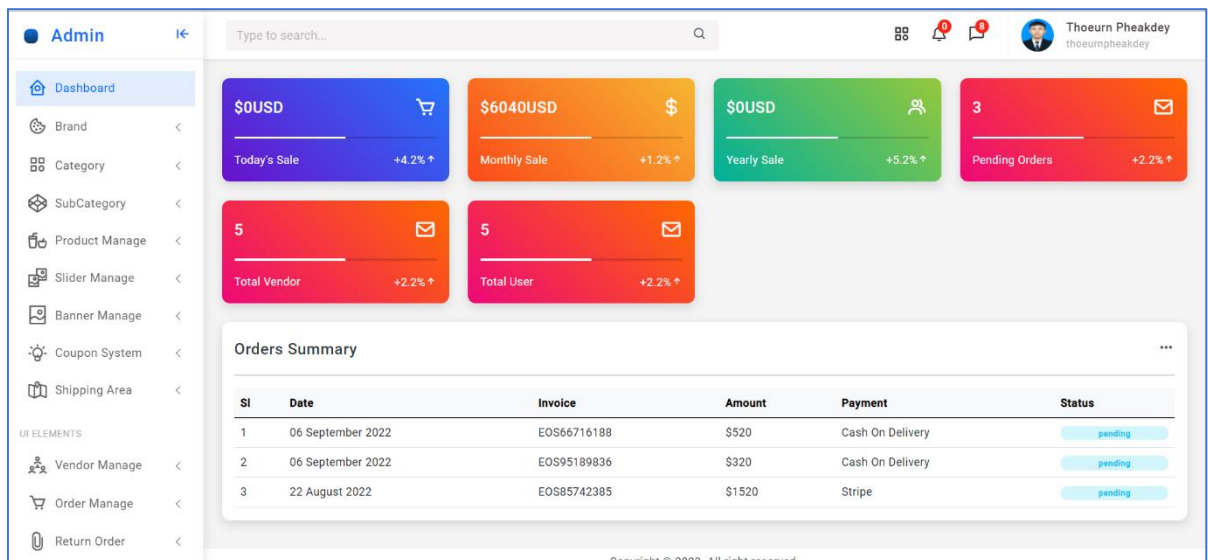 Admin
Type to search...
0
8
Thoeurn Pheakdey
thoeurnpheakdey
Dashboard
Brand
Category
SubCategory
Product Manage
Slider Manage
Banner Manage
Coupon System
Shipping Area
UI ELEMENTS
Vendor Manage
Order Manage
Return Order
$0USD
Today's Sale +4.2%
$6040USD
Monthly Sale +1.2%
$0USD
Yearly Sale +5.2%
3
Pending Orders +2.2%
5
Total Vendor +2.2%
5
Total User +2.2%
Orders Summary
Sl Date Invoice Amount Payment Status
1 06 September 2022 EOS66716188 $520 Cash On Delivery pending
2 06 September 2022 EOS95189836 $320 Cash On Delivery pending
3 22 August 2022 EOS85742385 $1520 Stripe pending